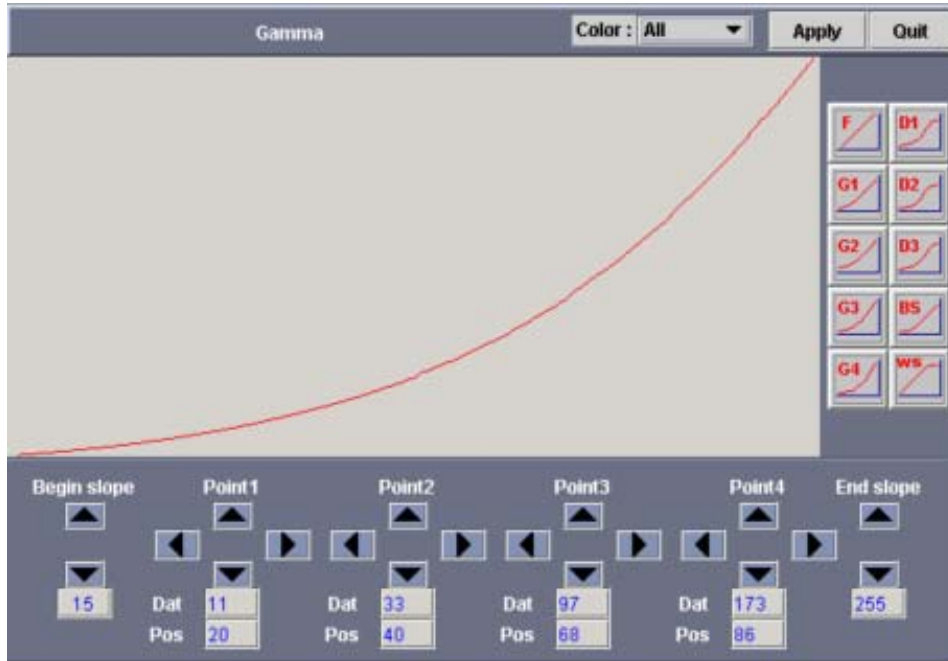 Gamma Color : All Apply Quit
F D1
G1 D2
G2 D3
G3 BS
G4 WS
Begin slope Point1 Point2 Point3 Point4 End slope
15 Dat 11 Dat 33 Dat 97 Dat 173 255
Pos 20 Pos 40 Pos 68 Pos 86